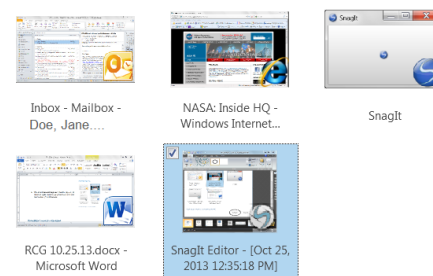 SnagIt
Inbox - Mailbox -
Doe, Jane....
NASA: Inside HQ -
Windows Internet...
SnagIt
RCG 10.25.13.docx -
Microsoft Word
SnagIt Editor - [Oct 25,
2013 12:35:18 PM]